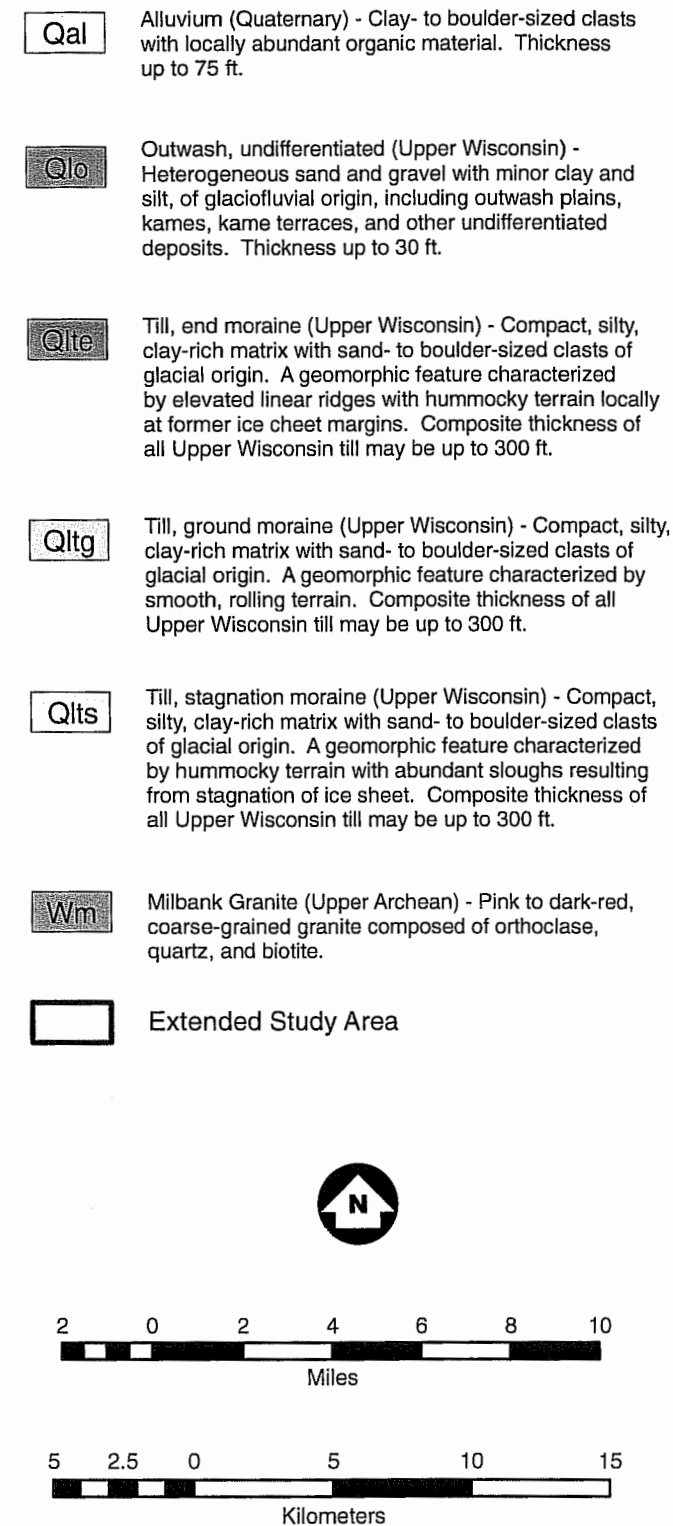 Qal
Alluvium (Quaternary) - Clay- to boulder-sized clasts
with locally abundant organic material. Thickness
up to 75 ft.
Qlo
Outwash, undifferentiated (Upper Wisconsin) -
Heterogeneous sand and gravel with minor clay and
silt, of glaciofluvial origin, including outwash plains,
kames, kame terraces, and other undifferentiated
deposits. Thickness up to 30 ft.
Qlte
Till, end moraine (Upper Wisconsin) - Compact, silty,
clay-rich matrix with sand- to boulder-sized clasts of
glacial origin. A geomorphic feature characterized
by elevated linear ridges with hummocky terrain locally
at former ice cheet margins. Composite thickness of
all Upper Wisconsin till may be up to 300 ft.
Qltg
Till, ground moraine (Upper Wisconsin) - Compact, silty,
clay-rich matrix with sand- to boulder-sized clasts of
glacial origin. A geomorphic feature characterized by
smooth, rolling terrain. Composite thickness of all
Upper Wisconsin till may be up to 300 ft.
Qlts
Till, stagnation moraine (Upper Wisconsin) - Compact,
silty, clay-rich matrix with sand- to boulder-sized clasts
of glacial origin. A geomorphic feature characterized
by hummocky terrain with abundant sloughs resulting
from stagnation of ice sheet. Composite thickness of
all Upper Wisconsin till may be up to 300 ft.
Wm
Milbank Granite (Upper Archean) - Pink to dark-red,
coarse-grained granite composed of orthoclase,
quartz, and biotite.
Extended Study Area
N
2 0 2 4 6 8 10
Miles
5 2.5 0 5 10 15
Kilometers